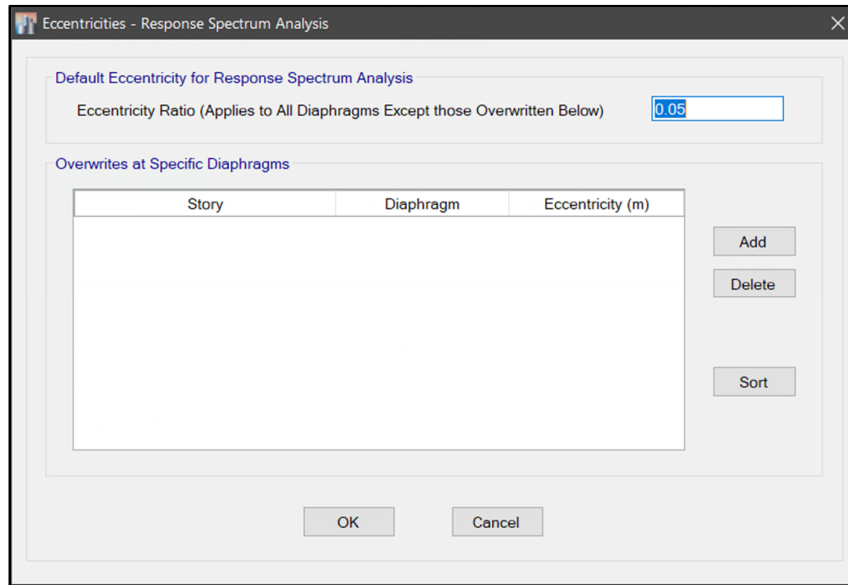 Eccentricities - Response Spectrum Analysis
Default Eccentricity for Response Spectrum Analysis
Eccentricity Ratio (Applies to All Diaphragms Except those Overwritten Below) 0.05
Overwrites at Specific Diaphragms
Story Diaphragm Eccentricity (m)
Add
Delete
Sort
OK Cancel